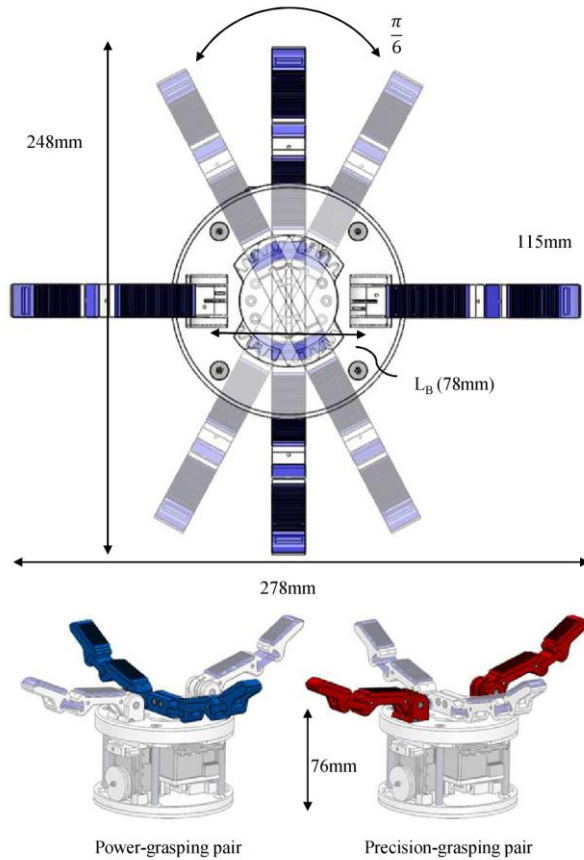 π/6
248mm
115mm
L_B (78mm)
278mm
76mm
Power-grasping pair
Precision-grasping pair